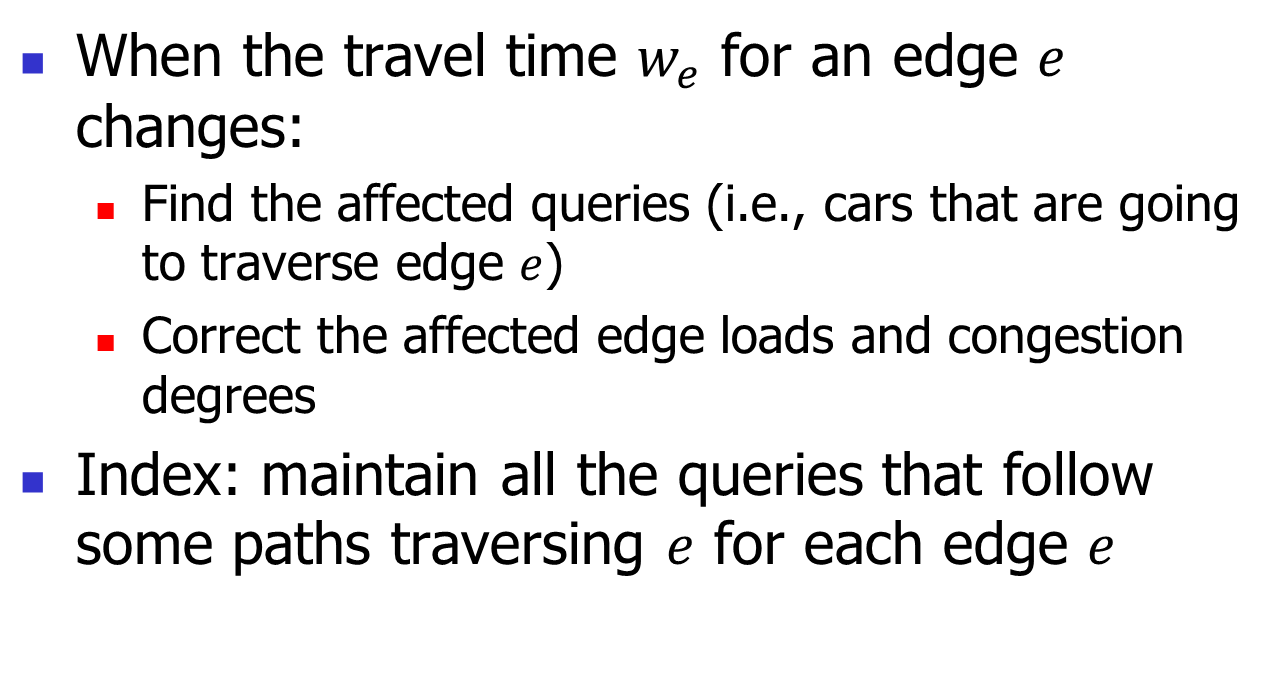 ▪ When the travel time wₑ for an edge e
changes:
▪ Find the affected queries (i.e., cars that are going
to traverse edge e)
▪ Correct the affected edge loads and congestion
degrees
▪ Index: maintain all the queries that follow
some paths traversing e for each edge e